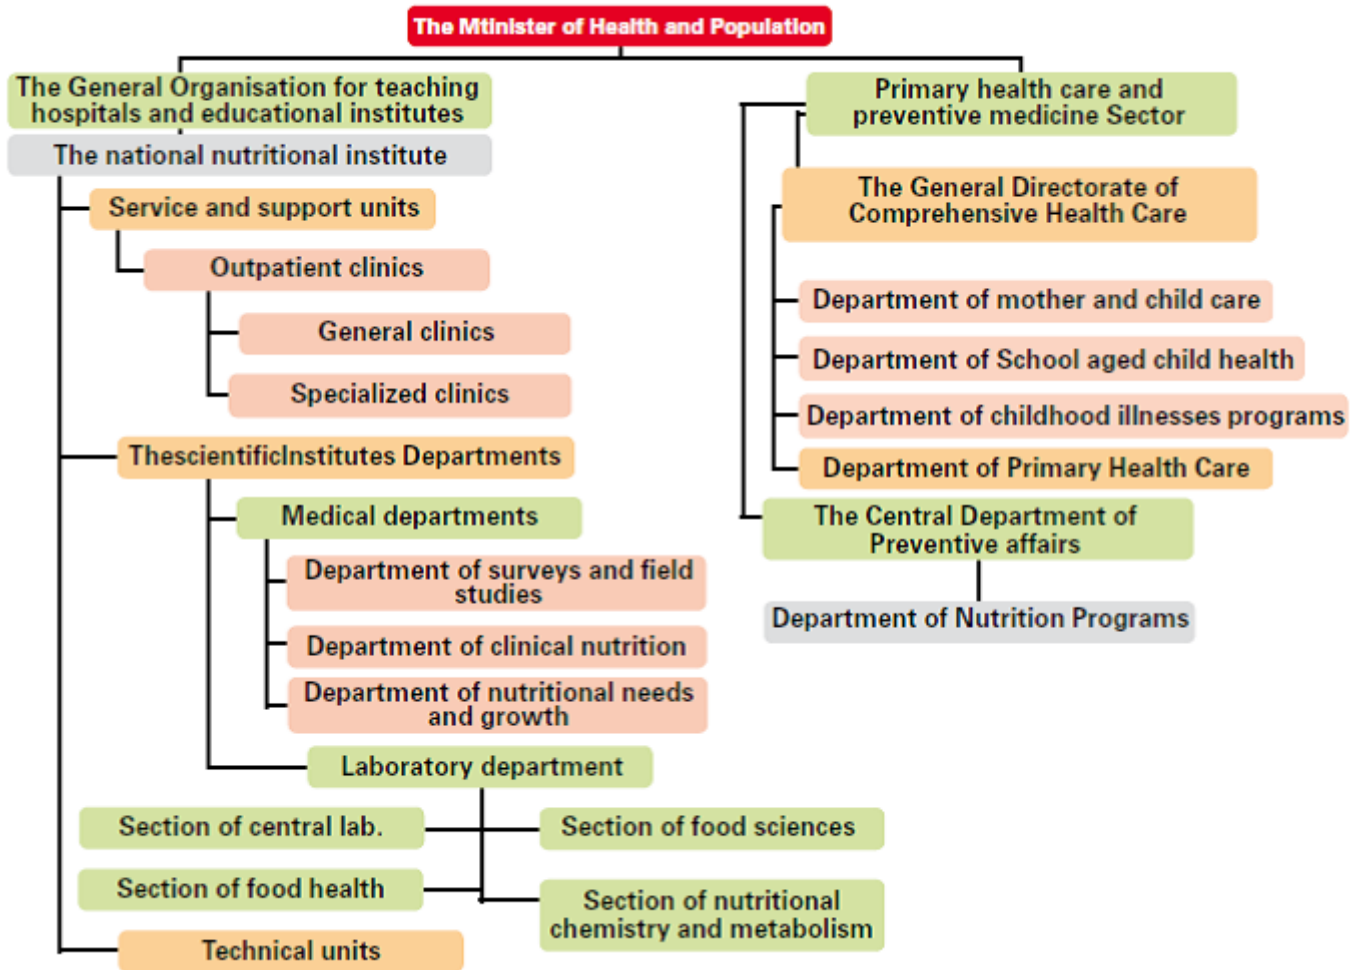 The Mtinister of Health and Population
The General Organisation for teaching
hospitals and educational institutes
The national nutritional institute
Service and support units
Outpatient clinics
General clinics
Specialized clinics
ThescientificInstitutes Departments
Medical departments
Department of surveys and field
studies
Department of clinical nutrition
Department of nutritional needs
and growth
Laboratory department
Section of central lab.
Section of food sciences
Section of food health
Section of nutritional
chemistry and metabolism
Technical units
Primary health care and
preventive medicine Sector
The General Directorate of
Comprehensive Health Care
Department of mother and child care
Department of School aged child health
Department of childhood illnesses programs
Department of Primary Health Care
The Central Department of
Preventive affairs
Department of Nutrition Programs